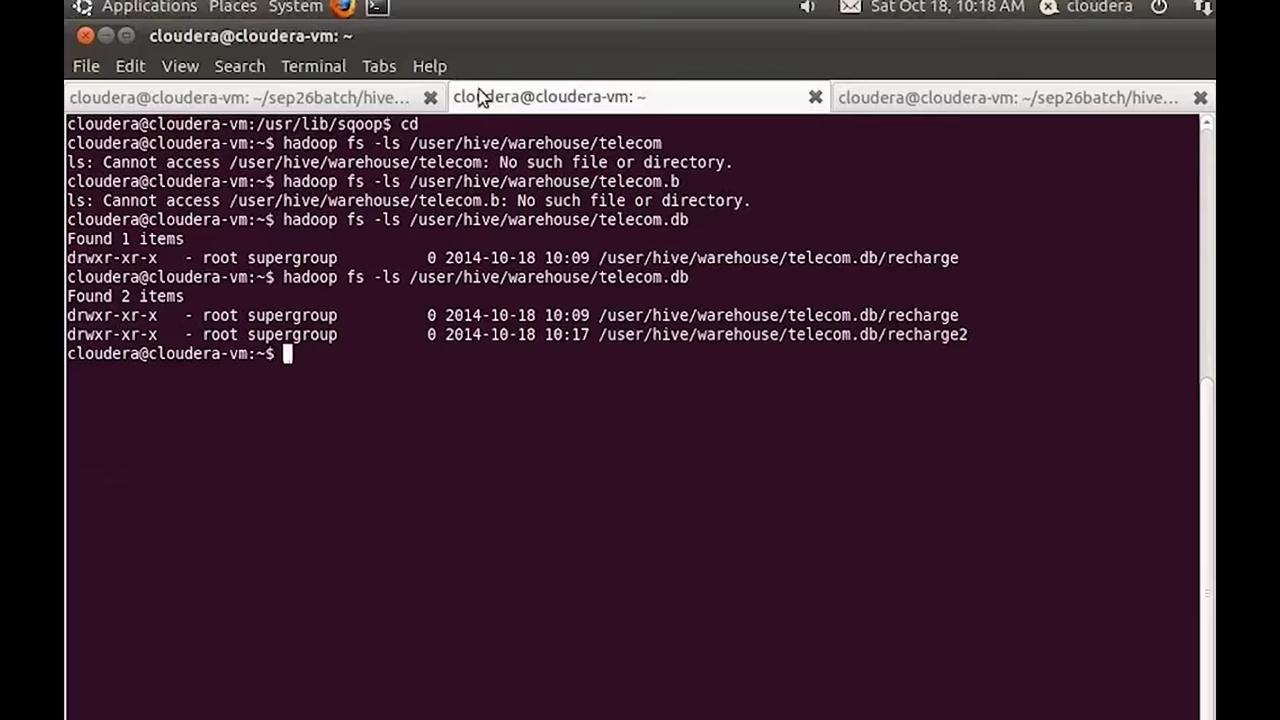 Applications Places System Sat Oct 18, 10:18 AM cloudera
cloudera@cloudera-vm: ~
File Edit View Search Terminal Tabs Help
cloudera@cloudera-vm: ~/sep26batch/hive... cloudera@cloudera-vm: ~ cloudera@cloudera-vm: ~/sep26batch/hive...
cloudera@cloudera-vm:/usr/lib/sqoop$ cd
cloudera@cloudera-vm:~$ hadoop fs -ls /user/hive/warehouse/telecom
ls: Cannot access /user/hive/warehouse/telecom: No such file or directory.
cloudera@cloudera-vm:~$ hadoop fs -ls /user/hive/warehouse/telecom.b
ls: Cannot access /user/hive/warehouse/telecom.b: No such file or directory.
cloudera@cloudera-vm:~$ hadoop fs -ls /user/hive/warehouse/telecom.db
Found 1 items
drwxr-xr-x   - root supergroup          0 2014-10-18 10:09 /user/hive/warehouse/telecom.db/recharge
cloudera@cloudera-vm:~$ hadoop fs -ls /user/hive/warehouse/telecom.db
Found 2 items
drwxr-xr-x   - root supergroup          0 2014-10-18 10:09 /user/hive/warehouse/telecom.db/recharge
drwxr-xr-x   - root supergroup          0 2014-10-18 10:17 /user/hive/warehouse/telecom.db/recharge2
cloudera@cloudera-vm:~$